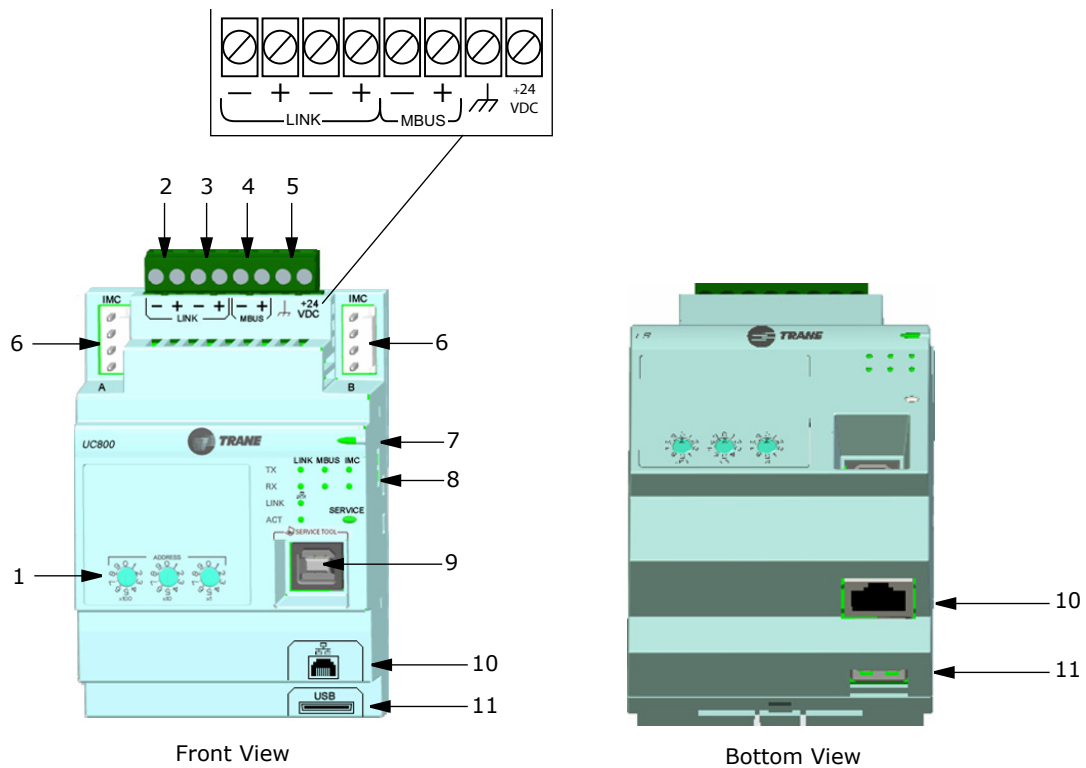 − + − + − + +24
VDC
LINK MBUS
2 3 4 5
− + − + − + +24
VDC
LINK MBUS
IMC IMC
6 6
A B
UC800 TRANE
7
LINK MBUS IMC
TX
8
RX
LINK
SERVICE
ACT
SERVICE TOOL
9
1
ADDRESS
x100 x10 x1
10
USB
11
Front View
TRANE
10
11
Bottom View